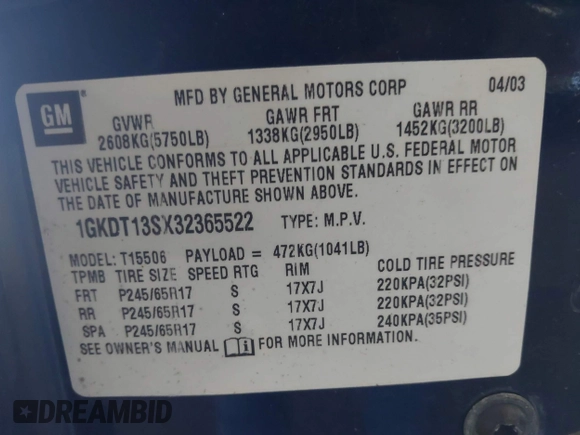 GM
MFD BY GENERAL MOTORS CORP 04/03
GVWR GAWR FRT GAWR RR
2608KG(5750LB) 1338KG(2950LB) 1452KG(3200LB)
THIS VEHICLE CONFORMS TO ALL APPLICABLE U.S. FEDERAL MOTOR
VEHICLE SAFETY AND THEFT PREVENTION STANDARDS IN EFFECT ON
THE DATE OF MANUFACTURE SHOWN ABOVE.
1GKDT13SX32365522 TYPE: M.P.V.
MODEL: T15506 PAYLOAD = 472KG(1041LB)
TPMB TIRE SIZE SPEED RTG RIM COLD TIRE PRESSURE
FRT P245/65R17 S 17X7J 220KPA(32PSI)
RR P245/65R17 S 17X7J 220KPA(32PSI)
SPA P245/65R17 S 17X7J 240KPA(35PSI)
SEE OWNER'S MANUAL FOR MORE INFORMATION.
DREAMBID